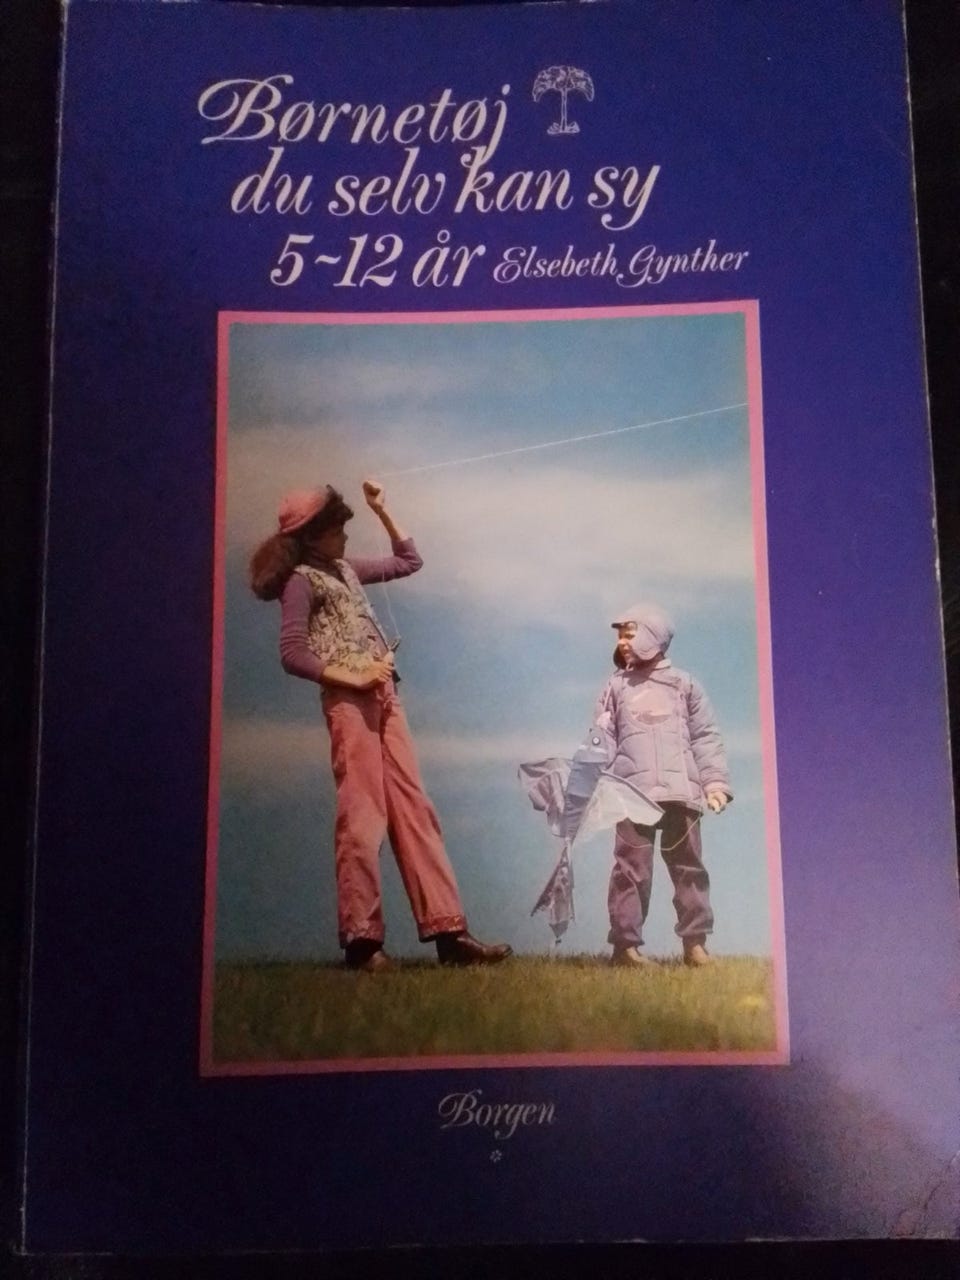 Børnetøj
du selv kan sy
5-12 år Elsebeth Gynther
Borgen